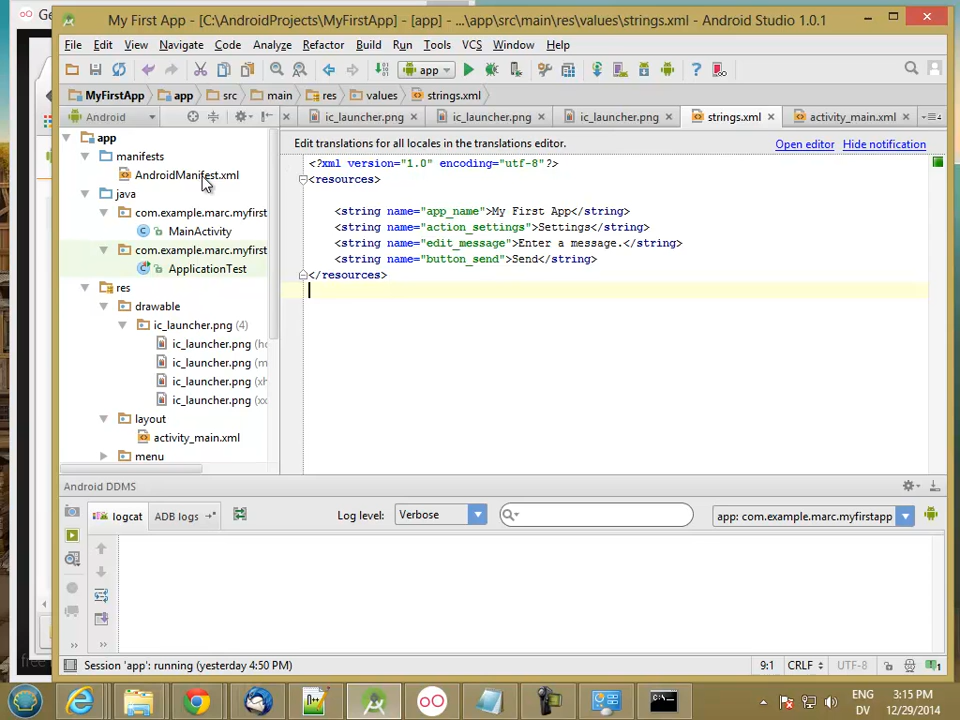 Ge
My First App - [C:\AndroidProjects\MyFirstApp] - [app] - ...\app\src\main\res\values\strings.xml - Android Studio 1.0.1
File Edit View Navigate Code Analyze Refactor Build Run Tools VCS Window Help
app
MyFirstApp app src main res values strings.xml
Android
ic_launcher.png ic_launcher.png ic_launcher.png strings.xml activity_main.xml
Edit translations for all locales in the translations editor. Open editor Hide notification
app
manifests
AndroidManifest.xml
java
com.example.marc.myfirst
MainActivity
com.example.marc.myfirst
ApplicationTest
res
drawable
ic_launcher.png (4)
ic_launcher.png (hd
ic_launcher.png (m
ic_launcher.png (xh
ic_launcher.png (xx
layout
activity_main.xml
menu
<?xml version="1.0" encoding="utf-8"?>
<resources>
<string name="app_name">My First App</string>
<string name="action_settings">Settings</string>
<string name="edit_message">Enter a message.</string>
<string name="button_send">Send</string>
</resources>
Android DDMS
logcat ADB logs Log level: Verbose app: com.example.marc.myfirstapp
Session 'app': running (yesterday 4:50 PM) 9:1 CRLF UTF-8
ENG 3:15 PM
DV 12/29/2014